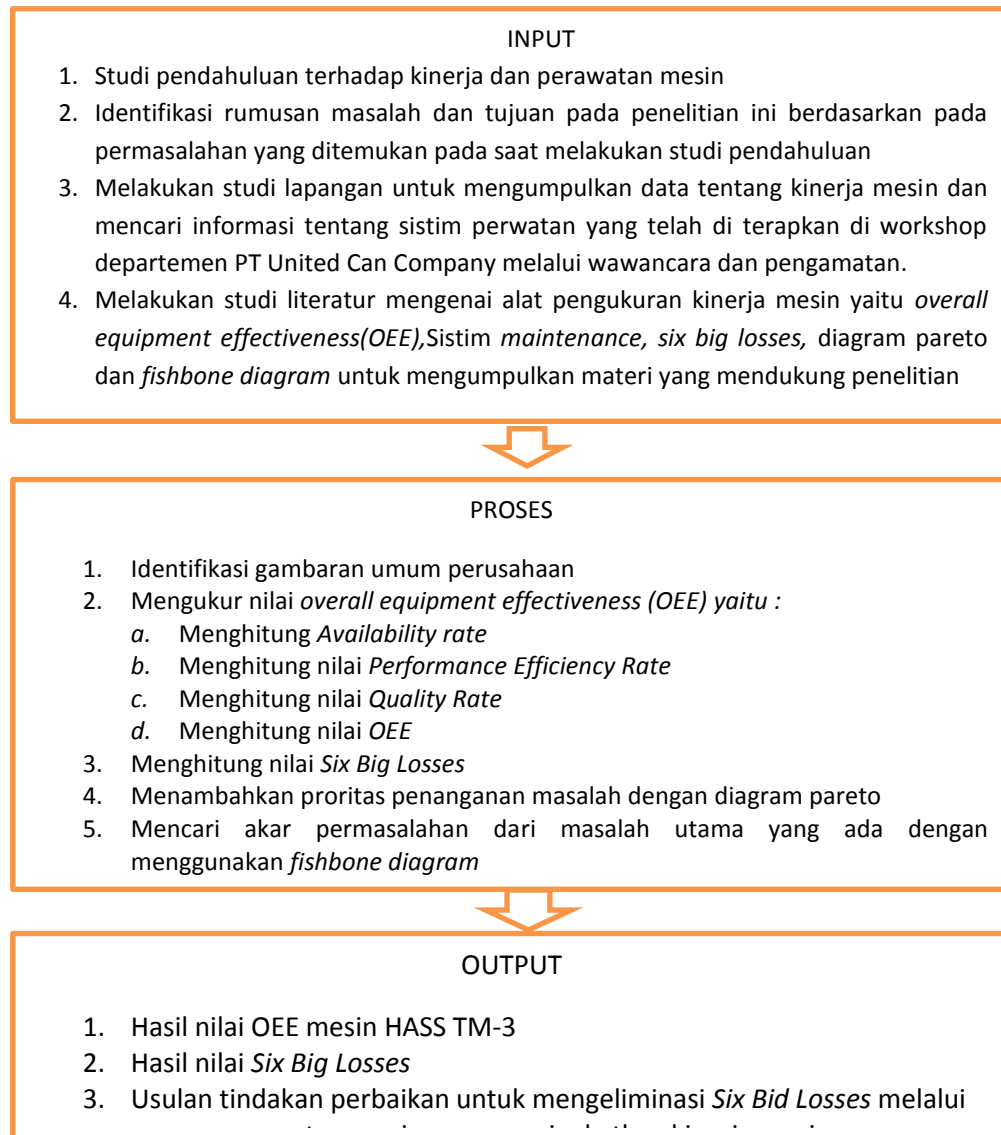 INPUT
1. Studi pendahuluan terhadap kinerja dan perawatan mesin
2. Identifikasi rumusan masalah dan tujuan pada penelitian ini berdasarkan pada
permasalahan yang ditemukan pada saat melakukan studi pendahuluan
3. Melakukan studi lapangan untuk mengumpulkan data tentang kinerja mesin dan
mencari informasi tentang sistim perwatan yang telah di terapkan di workshop
departemen PT United Can Company melalui wawancara dan pengamatan.
4. Melakukan studi literatur mengenai alat pengukuran kinerja mesin yaitu overall
equipment effectiveness(OEE),Sistim maintenance, six big losses, diagram pareto
dan fishbone diagram untuk mengumpulkan materi yang mendukung penelitian
PROSES
1. Identifikasi gambaran umum perusahaan
2. Mengukur nilai overall equipment effectiveness (OEE) yaitu :
a. Menghitung Availability rate
b. Menghitung nilai Performance Efficiency Rate
c. Menghitung nilai Quality Rate
d. Menghitung nilai OEE
3. Menghitung nilai Six Big Losses
4. Menambahkan proritas penanganan masalah dengan diagram pareto
5. Mencari akar permasalahan dari masalah utama yang ada dengan
menggunakan fishbone diagram
OUTPUT
1. Hasil nilai OEE mesin HASS TM-3
2. Hasil nilai Six Big Losses
3. Usulan tindakan perbaikan untuk mengeliminasi Six Bid Losses melalui